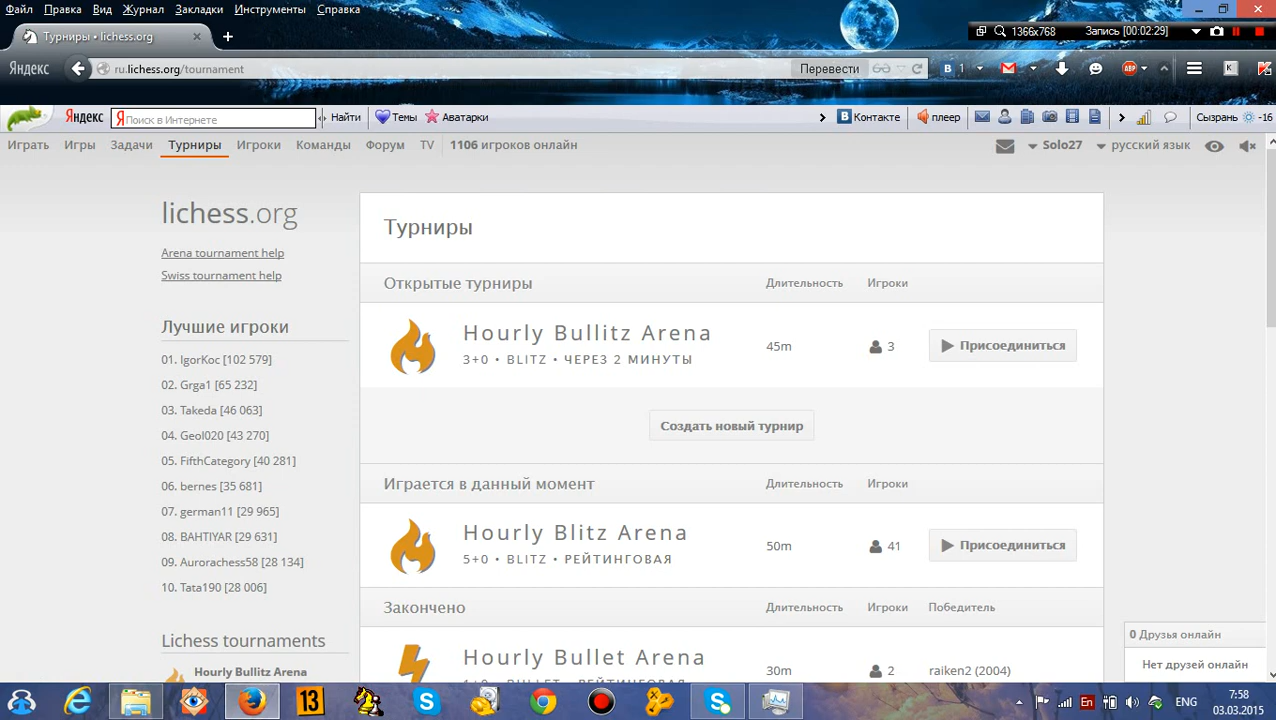 Файл Правка Вид Журнал Закладки Инструменты Справка
Турниры • lichess.org
1366x768 Запись [00:02:29]
Яндекс ru.lichess.org/tournament Перевести B 1 ABP K
Яндекс Я Поиск в Интернете Найти Темы Аватарки В Контакте плеер Сызрань -16
Играть Игры Задачи Турниры Игроки Команды Форум TV 1106 игроков онлайн Solo27 русский язык
lichess.org
Arena tournament help
Swiss tournament help
Лучшие игроки
01. IgorKoc [102 579]
02. Grga1 [65 232]
03. Takeda [46 063]
04. Geol020 [43 270]
05. FifthCategory [40 281]
06. bernes [35 681]
07. german11 [29 965]
08. BAHTIYAR [29 631]
09. Aurorachess58 [28 134]
10. Tata190 [28 006]
Lichess tournaments
Hourly Bullitz Arena
Турниры
Открытые турниры Длительность Игроки
Hourly Bullitz Arena
3+0 • BLITZ • ЧЕРЕЗ 2 МИНУТЫ
45m 3 Присоединиться
Создать новый турнир
Играется в данный момент Длительность Игроки
Hourly Blitz Arena
5+0 • BLITZ • РЕЙТИНГОВАЯ
50m 41 Присоединиться
Закончено Длительность Игроки Победитель
Hourly Bullet Arena
30m 2 raiken2 (2004)
1+0 • BULLET • РЕЙТИНГОВАЯ
0 Друзья онлайн
Нет друзей онлайн
13 En ENG 7:58
03.03.2015